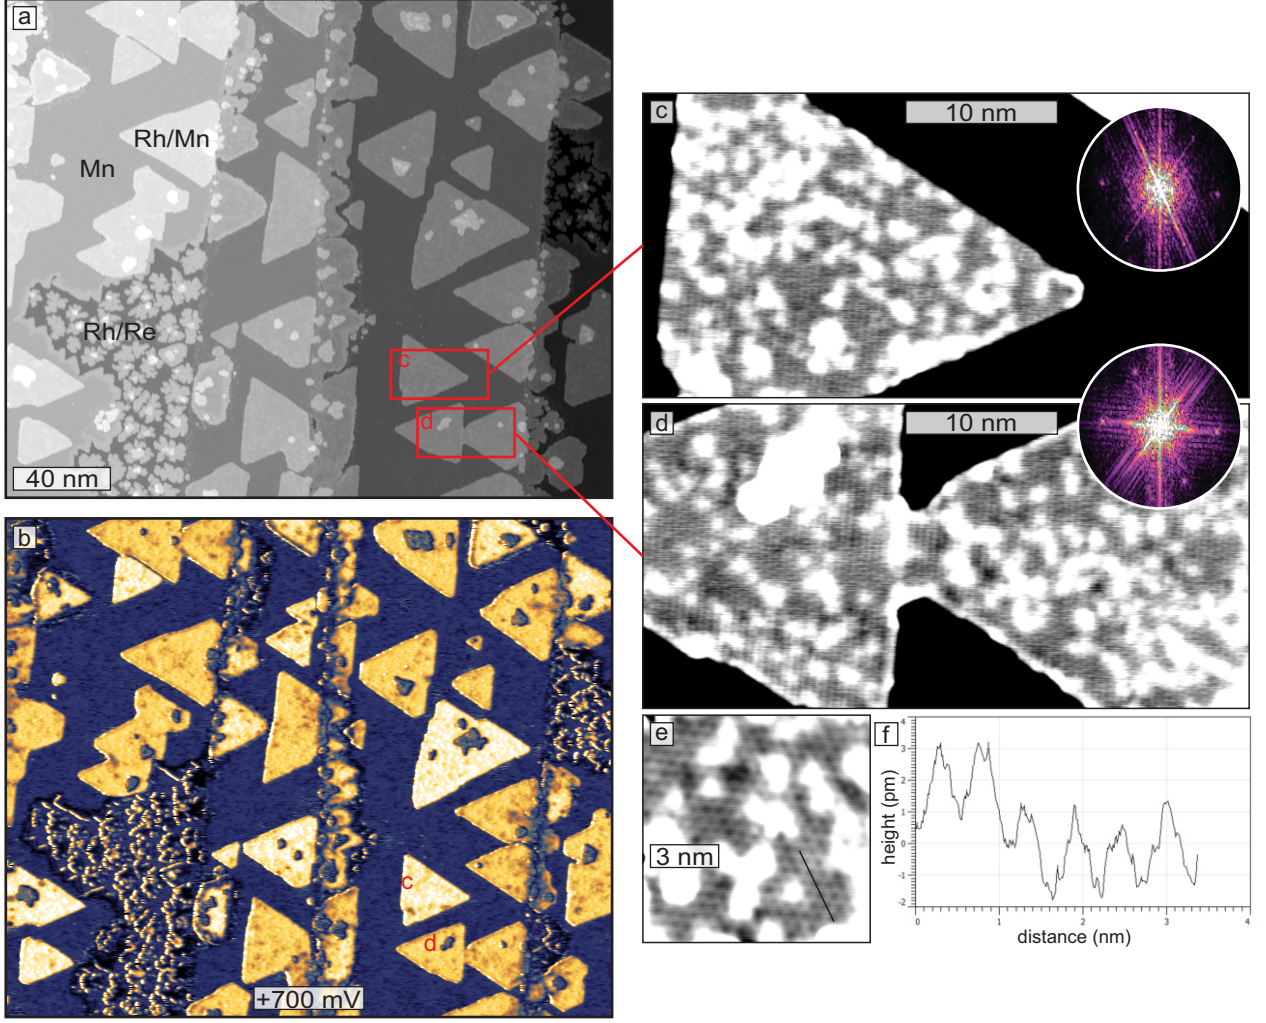 a
Rh/Mn
Mn
Rh/Re
c
d
40 nm
b
c
d
+700 mV
c
10 nm
d
10 nm
e
3 nm
f
height (pm)
4
3
2
1
0
-1
-2
0
1
2
3
4
distance (nm)